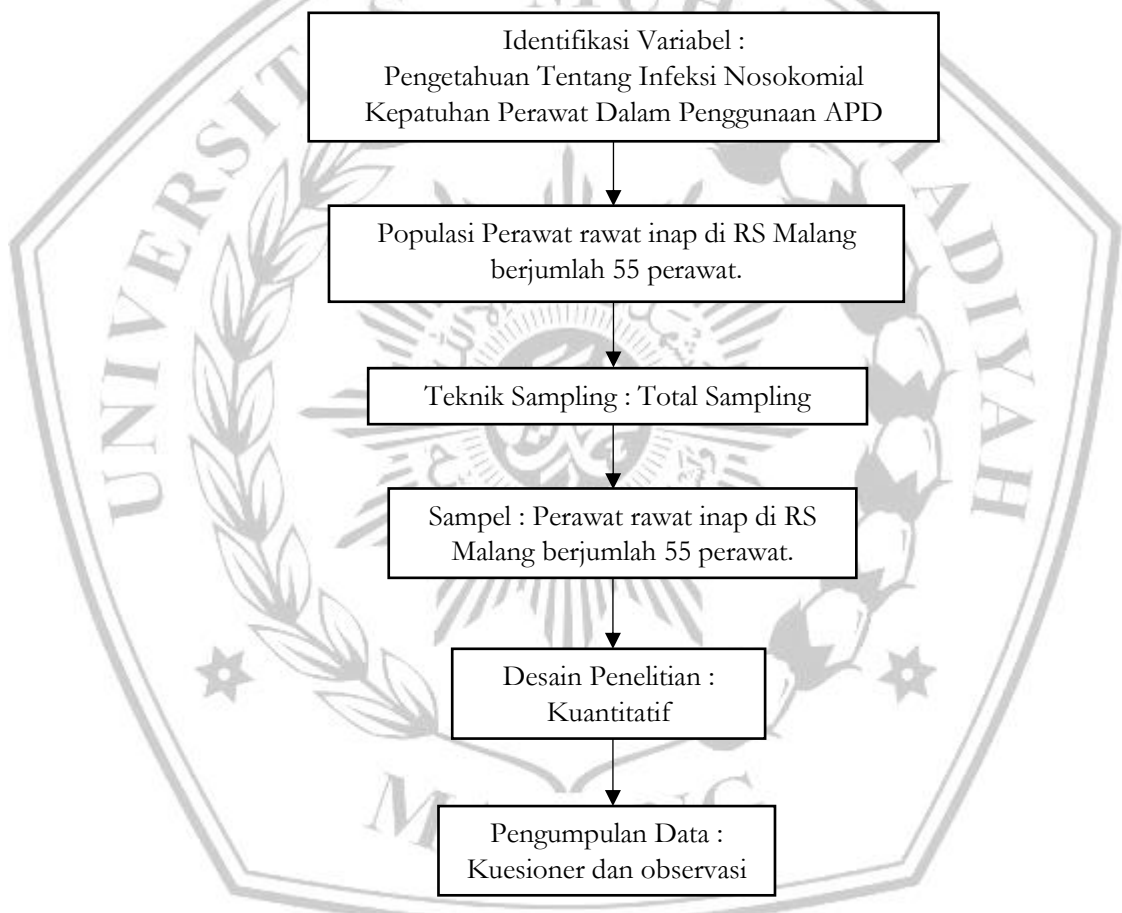 Identifikasi Variabel :
Pengetahuan Tentang Infeksi Nosokomial
Kepatuhan Perawat Dalam Penggunaan APD
Populasi Perawat rawat inap di RS Malang
berjumlah 55 perawat.
Teknik Sampling : Total Sampling
Sampel : Perawat rawat inap di RS
Malang berjumlah 55 perawat.
Desain Penelitian :
Kuantitatif
Pengumpulan Data :
Kuesioner dan observasi